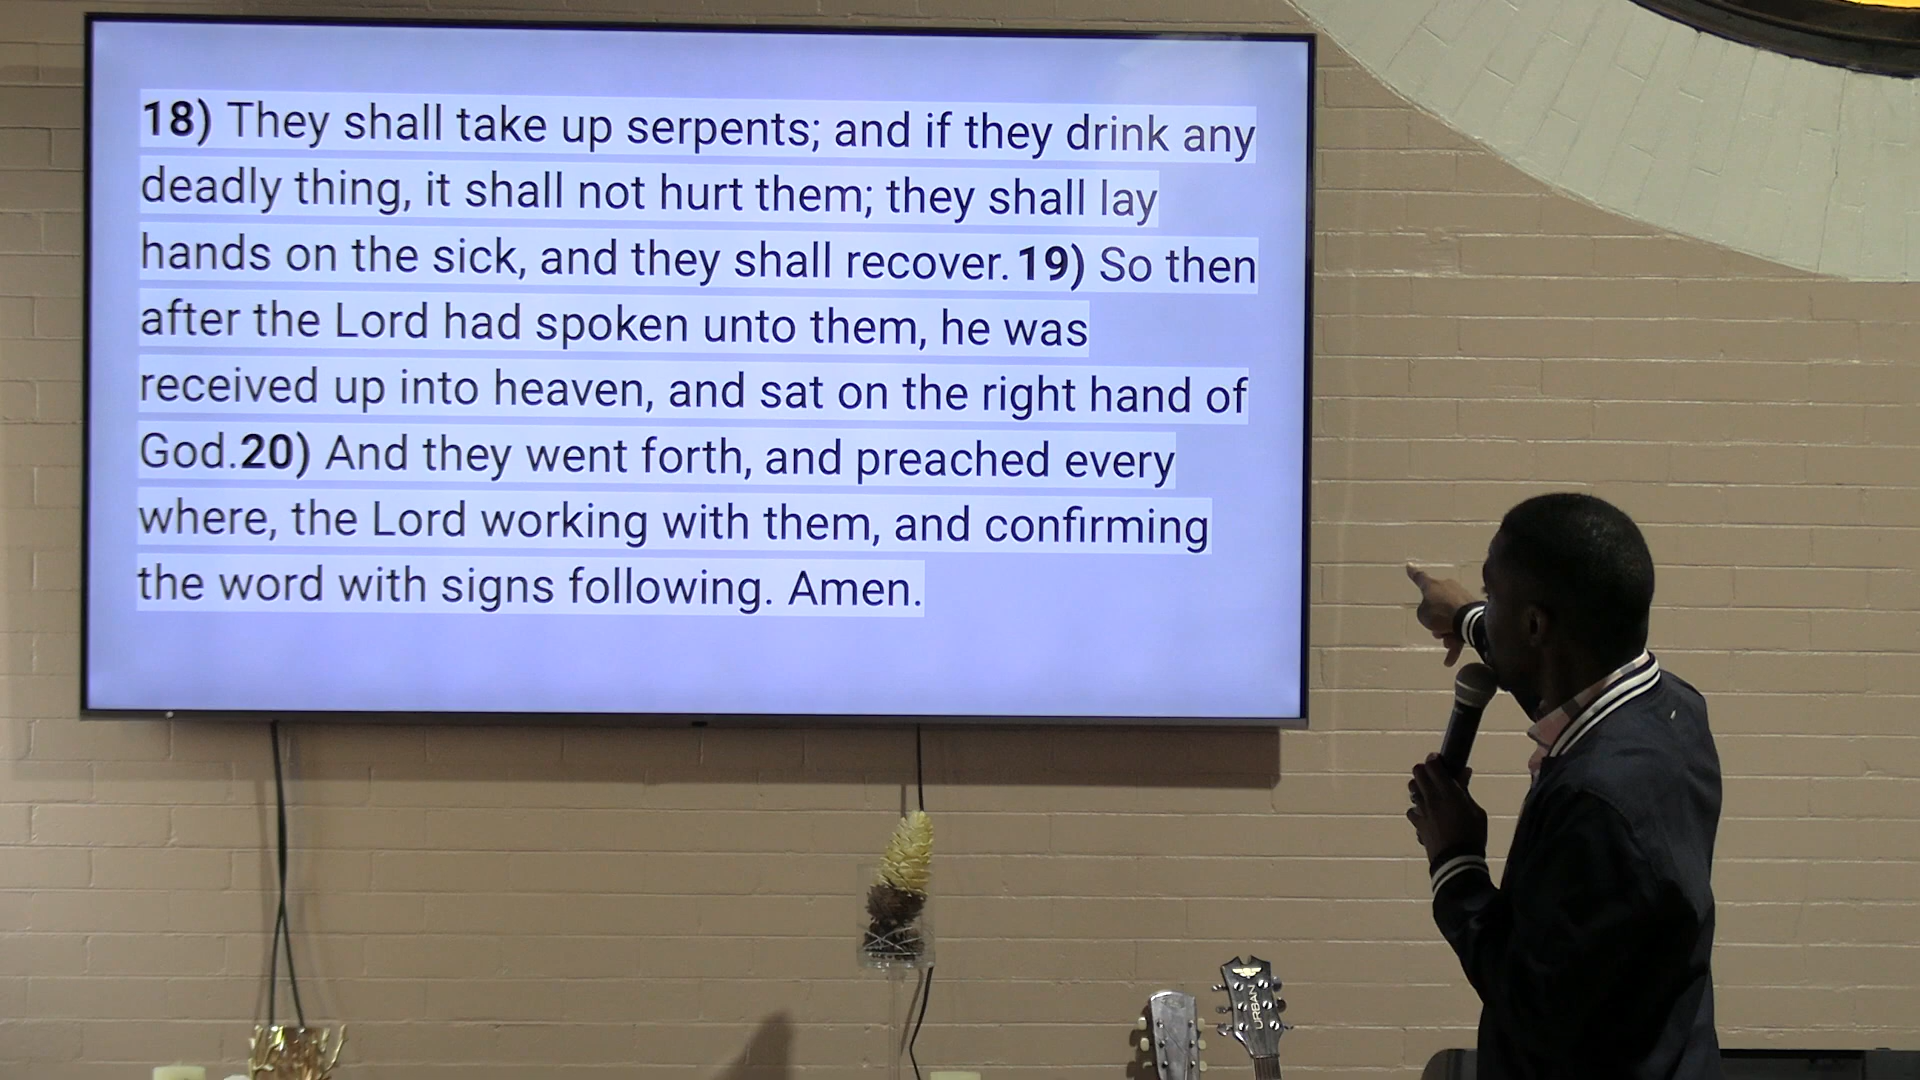 18) They shall take up serpents; and if they drink any
deadly thing, it shall not hurt them; they shall lay
hands on the sick, and they shall recover. 19) So then
after the Lord had spoken unto them, he was
received up into heaven, and sat on the right hand of
God.20) And they went forth, and preached every
where, the Lord working with them, and confirming
the word with signs following. Amen.
URBAN